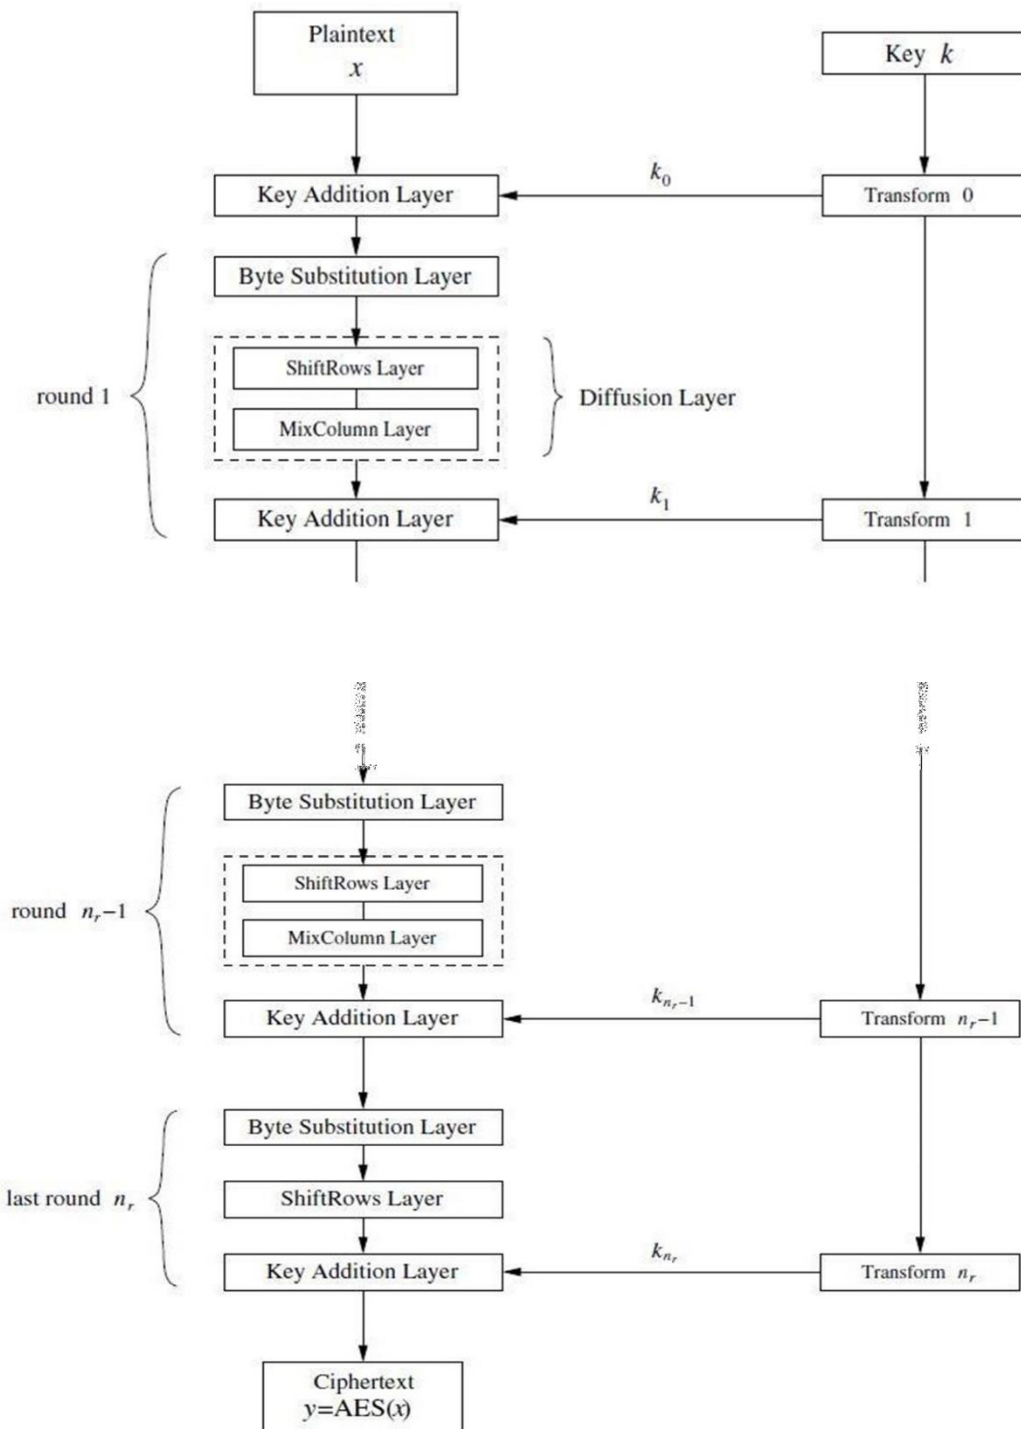 Plaintext
x
Key k
k₀
Key Addition Layer
Transform 0
Byte Substitution Layer
ShiftRows Layer
round 1
Diffusion Layer
MixColumn Layer
k₁
Key Addition Layer
Transform 1
Byte Substitution Layer
ShiftRows Layer
round nᵣ−1
MixColumn Layer
kₙᵣ₋₁
Key Addition Layer
Transform nᵣ−1
Byte Substitution Layer
last round nᵣ
ShiftRows Layer
kₙᵣ
Key Addition Layer
Transform nᵣ
Ciphertext
y=AES(x)